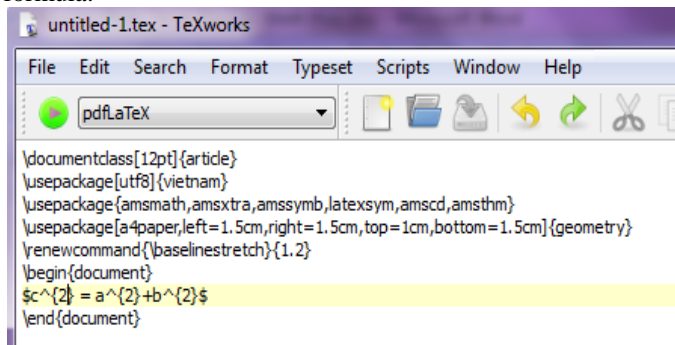 formula.
untitled-1.tex - TeXworks
File Edit Search Format Typeset Scripts Window Help
pdfLaTeX
\documentclass[12pt]{article}
\usepackage[utf8]{vietnam}
\usepackage{amsmath,amsxtra,amssymb,latexsym,amscd,amsthm}
\usepackage[a4paper,left=1.5cm,right=1.5cm,top=1cm,bottom=1.5cm]{geometry}
\renewcommand{\baselinestretch}{1.2}
\begin{document}
$c^{2} = a^{2}+b^{2}$
\end{document}